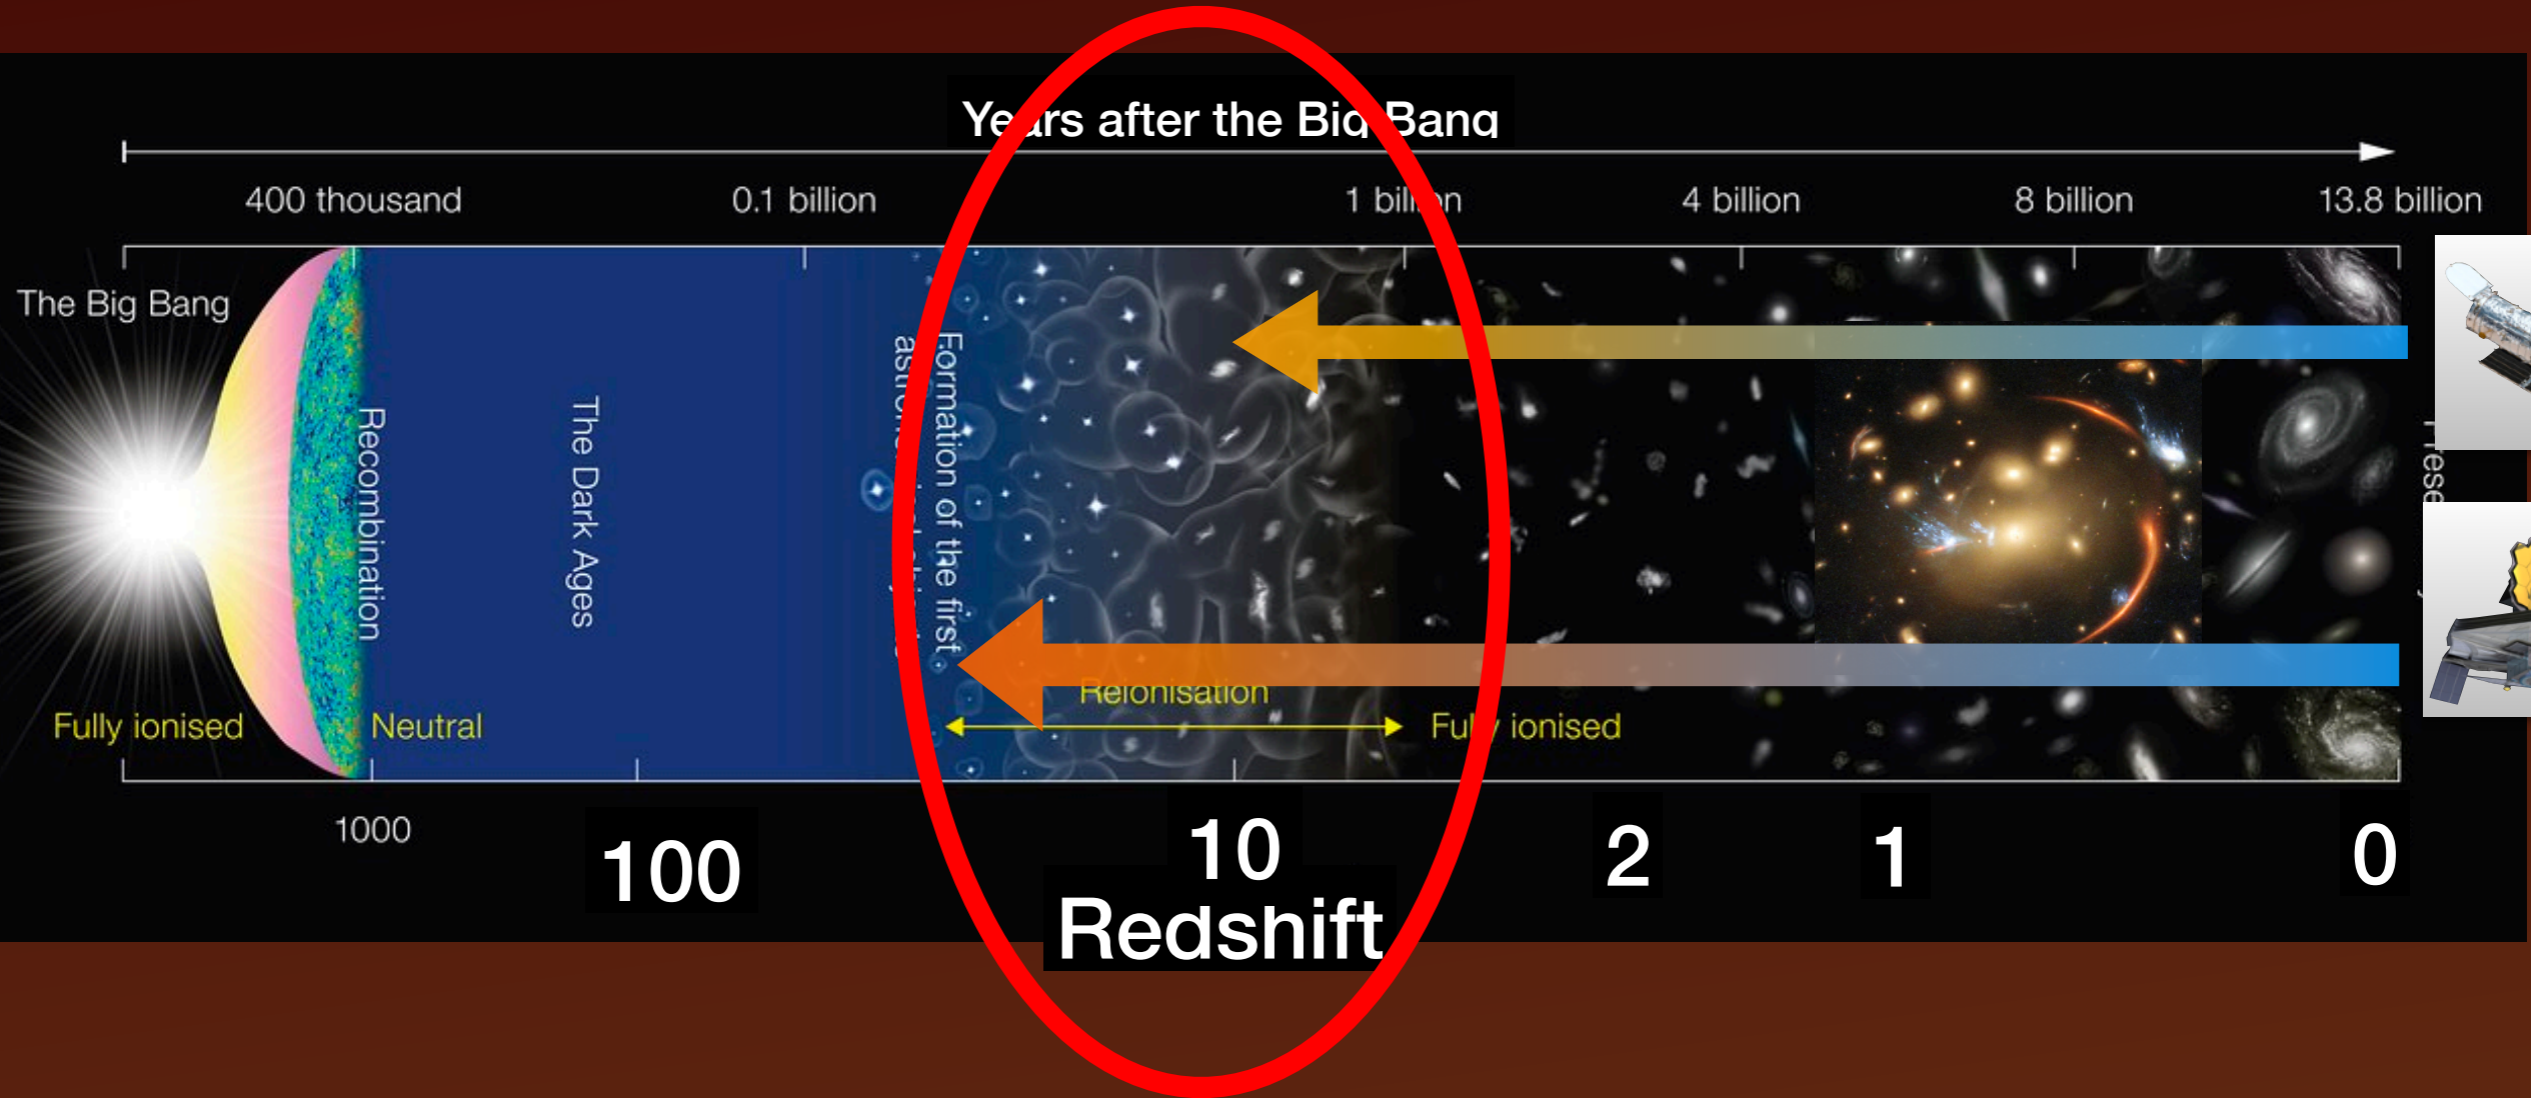 Years after the Big Bang
400 thousand
0.1 billion
1 billion
4 billion
8 billion
13.8 billion
The Big Bang
Recombination
The Dark Ages
Formation of the first
Reionisation
Fully ionised
Neutral
Fully ionised
1000
100
10
2
1
0
Redshift